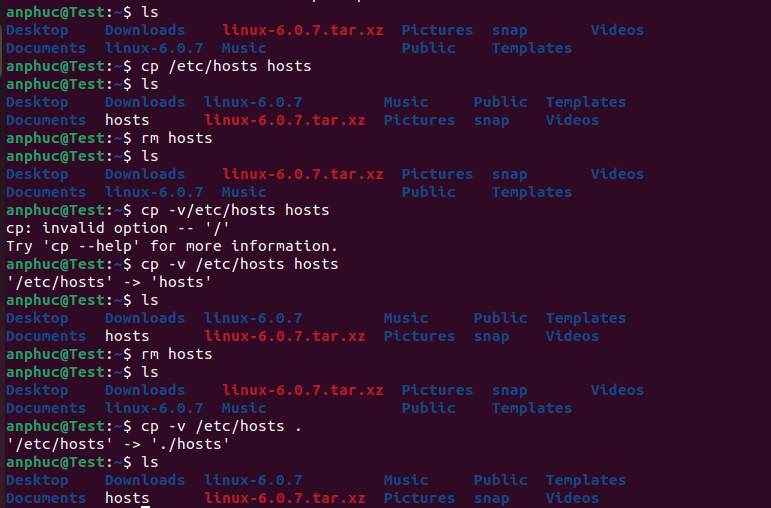 anphuc@Test:~$ ls
Desktop    Downloads    linux-6.0.7.tar.xz  Pictures  snap       Videos
Documents  linux-6.0.7  Music               Public    Templates
anphuc@Test:~$ cp /etc/hosts hosts
anphuc@Test:~$ ls
Desktop    Downloads  linux-6.0.7         Music     Public  Templates
Documents  hosts      linux-6.0.7.tar.xz  Pictures  snap    Videos
anphuc@Test:~$ rm hosts
anphuc@Test:~$ ls
Desktop    Downloads    linux-6.0.7.tar.xz  Pictures  snap       Videos
Documents  linux-6.0.7  Music               Public    Templates
anphuc@Test:~$ cp -v/etc/hosts hosts
cp: invalid option -- '/'
Try 'cp --help' for more information.
anphuc@Test:~$ cp -v /etc/hosts hosts
'/etc/hosts' -> 'hosts'
anphuc@Test:~$ ls
Desktop    Downloads  linux-6.0.7         Music     Public  Templates
Documents  hosts      linux-6.0.7.tar.xz  Pictures  snap    Videos
anphuc@Test:~$ rm hosts
anphuc@Test:~$ ls
Desktop    Downloads    linux-6.0.7.tar.xz  Pictures  snap       Videos
Documents  linux-6.0.7  Music               Public    Templates
anphuc@Test:~$ cp -v /etc/hosts .
'/etc/hosts' -> './hosts'
anphuc@Test:~$ ls
Desktop    Downloads  linux-6.0.7         Music     Public  Templates
Documents  hosts      linux-6.0.7.tar.xz  Pictures  snap    Videos